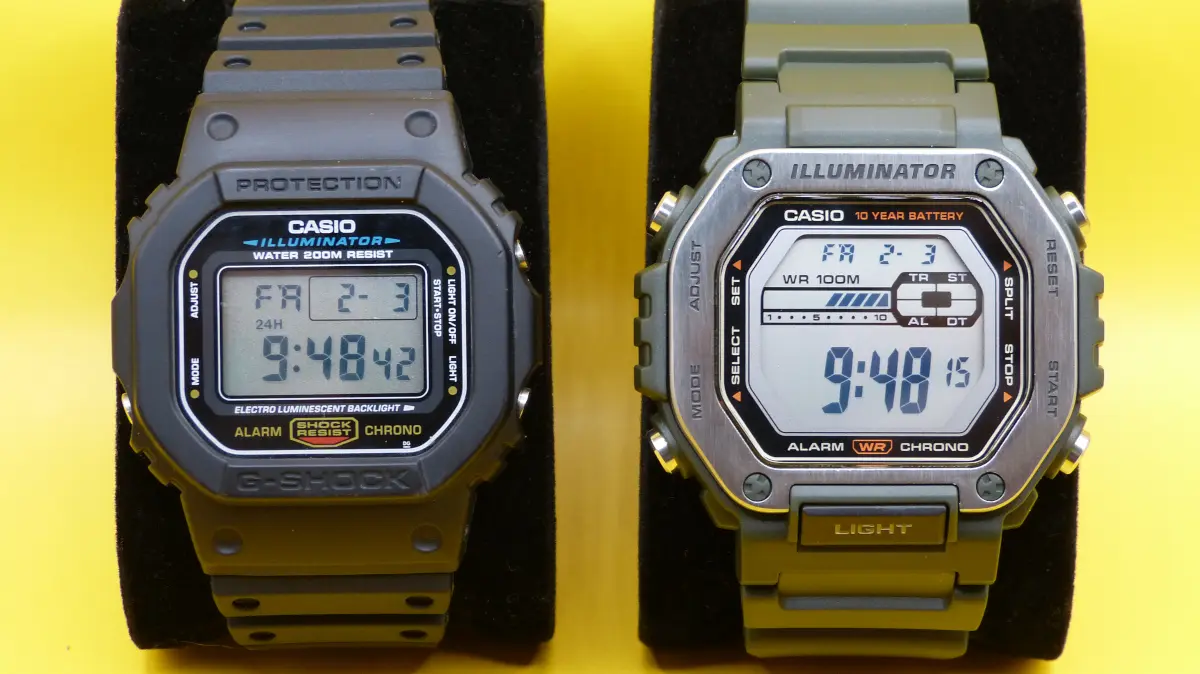 PROTECTION
CASIO
ILLUMINATOR
WATER 200M RESIST
ADJUST
MODE
LIGHT ON/OFF
START•STOP
LIGHT
FR 2- 3
24H
9:48 42
ELECTRO LUMINESCENT BACKLIGHT
ALARM SHOCK RESIST CHRONO
G-SHOCK
ILLUMINATOR
CASIO 10 YEAR BATTERY
ADJUST
MODE
SET
SELECT
RESET
START
SPLIT
STOP
FR 2- 3
WR 100M
TR ST
1 • • • 5 • • • • 10
AL DT
9:48 15
ALARM WR CHRONO
LIGHT